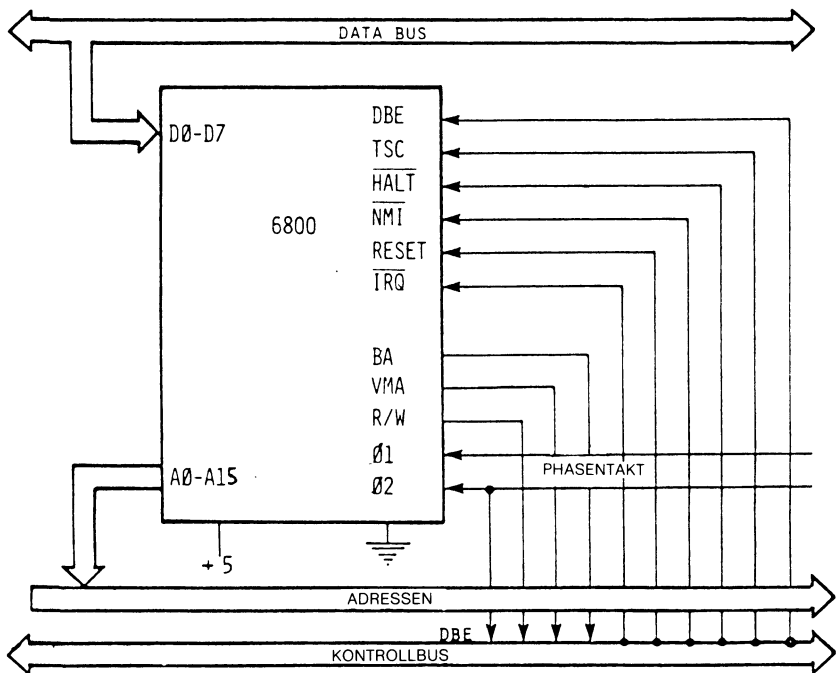 DATA BUS
DBE
D0-D7
TSC
HALT
NMI
6800
RESET
IRQ
BA
VMA
R/W
Ø1
PHASENTAKT
A0-A15
Ø2
+5
ADRESSEN
DBE
KONTROLLBUS